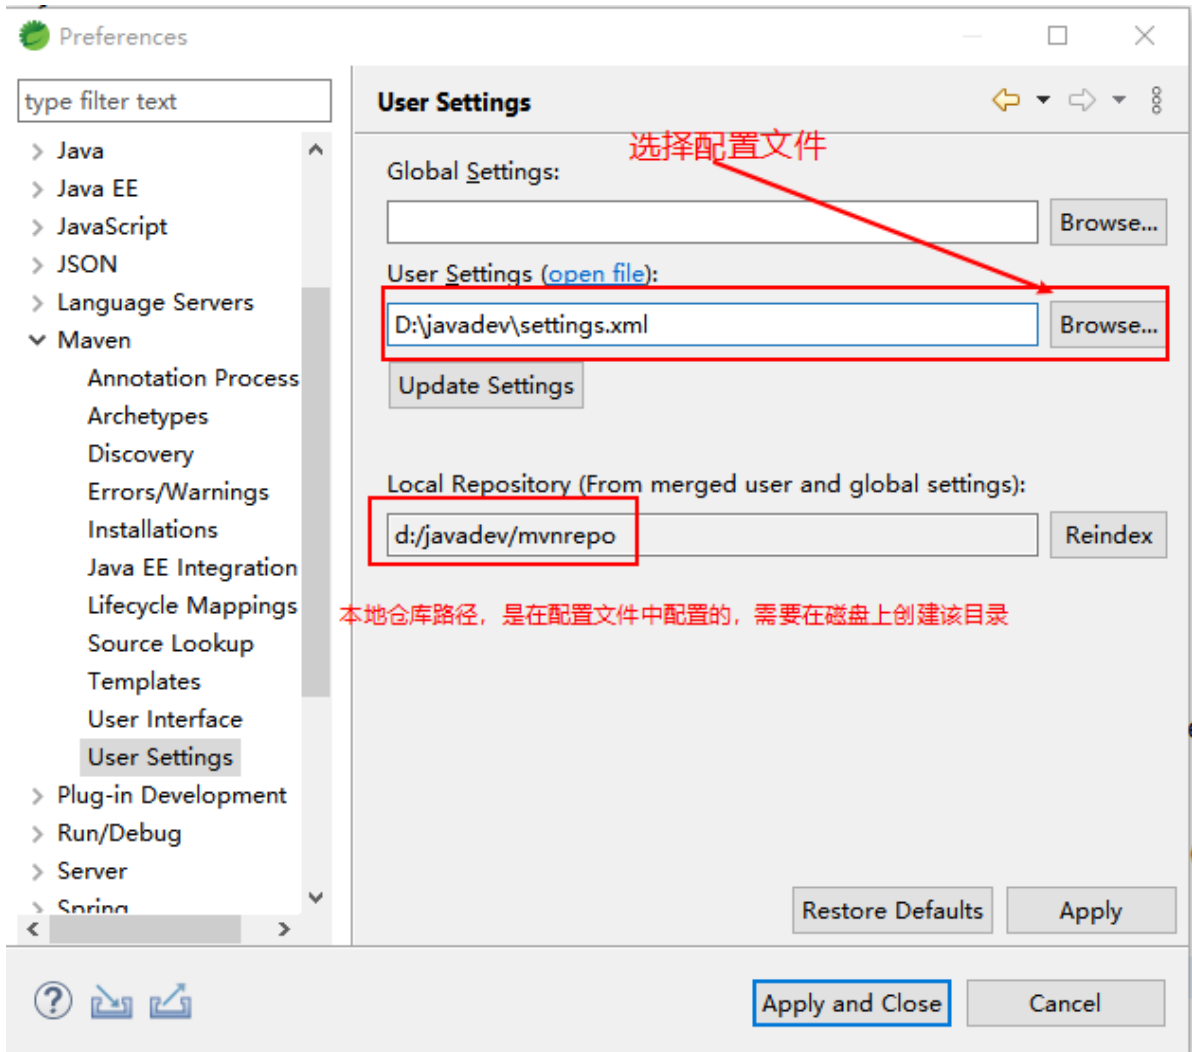 Preferences
type filter text
Java
Java EE
JavaScript
JSON
Language Servers
Maven
Annotation Process
Archetypes
Discovery
Errors/Warnings
Installations
Java EE Integration
Lifecycle Mappings
Source Lookup
Templates
User Interface
User Settings
Plug-in Development
Run/Debug
Server
Spring
User Settings
选择配置文件
Global Settings:
Browse...
User Settings (open file):
D:\javadev\settings.xml
Browse...
Update Settings
Local Repository (From merged user and global settings):
d:/javadev/mvnrepo
Reindex
本地仓库路径，是在配置文件中配置的，需要在磁盘上创建该目录
Restore Defaults
Apply
Apply and Close
Cancel